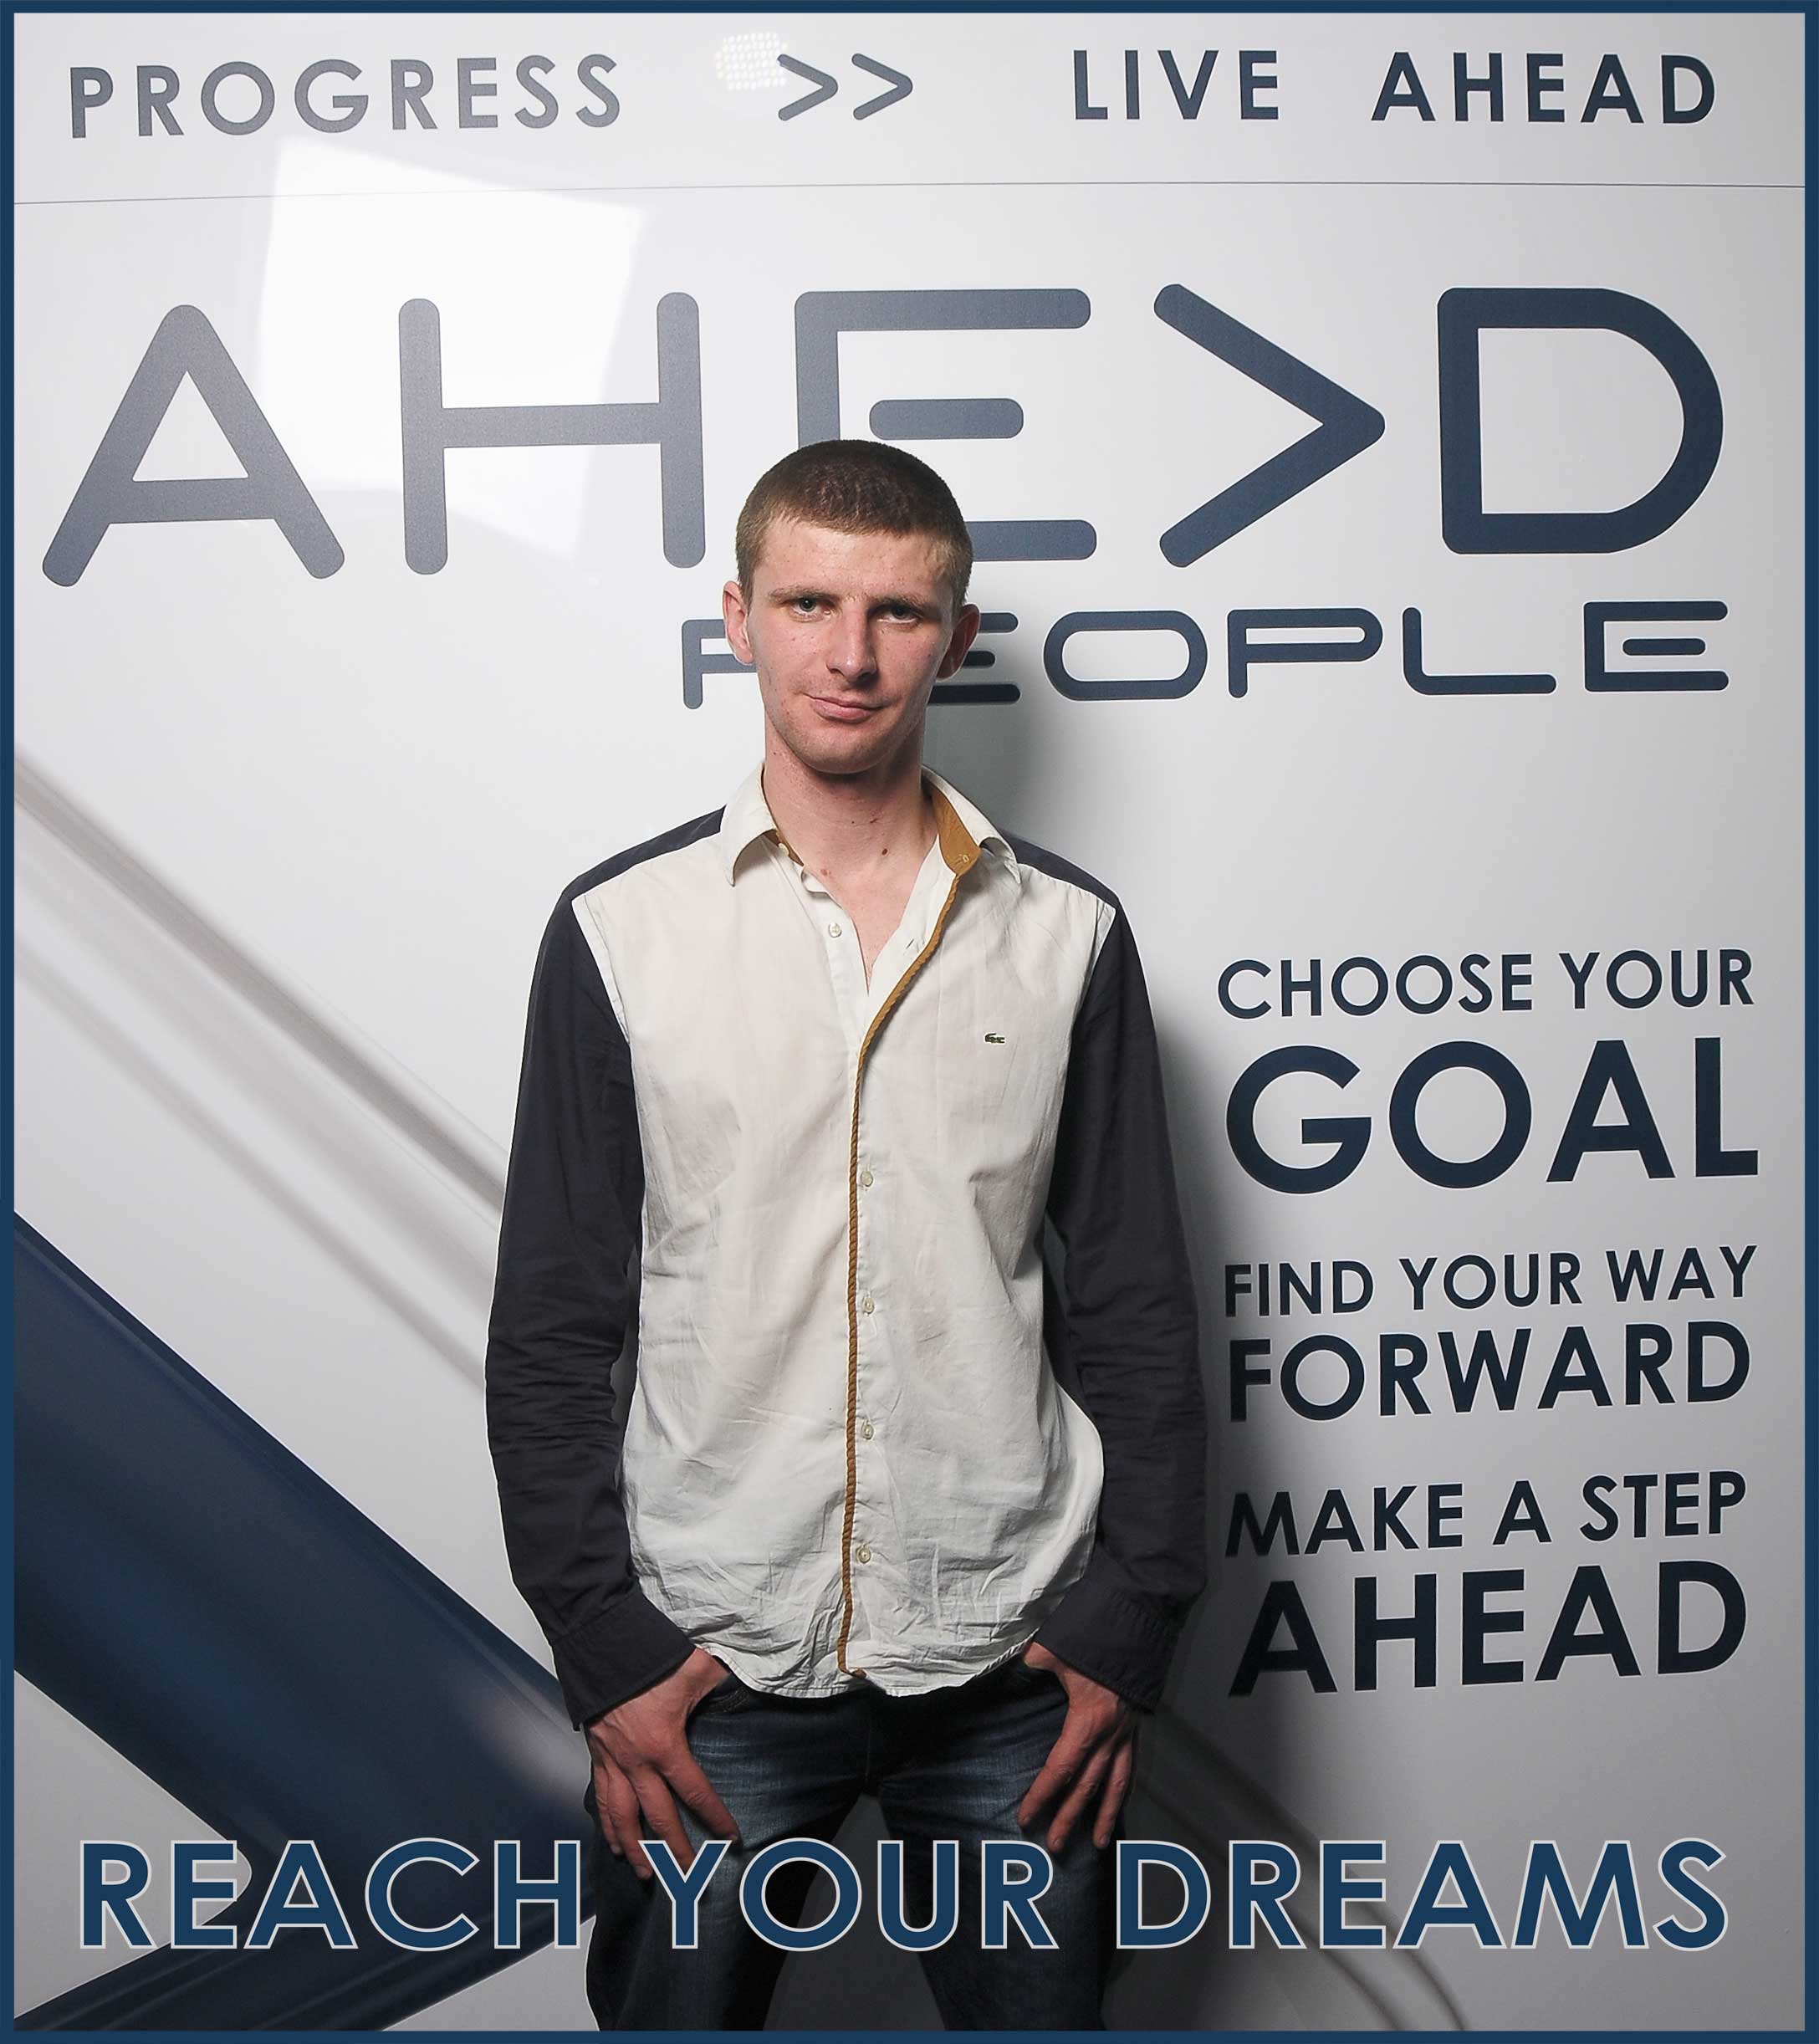 PROGRESS >> LIVE AHEAD
AHE>D
PEOPLE
CHOOSE YOUR
GOAL
FIND YOUR WAY
FORWARD
MAKE A STEP
AHEAD
REACH YOUR DREAMS